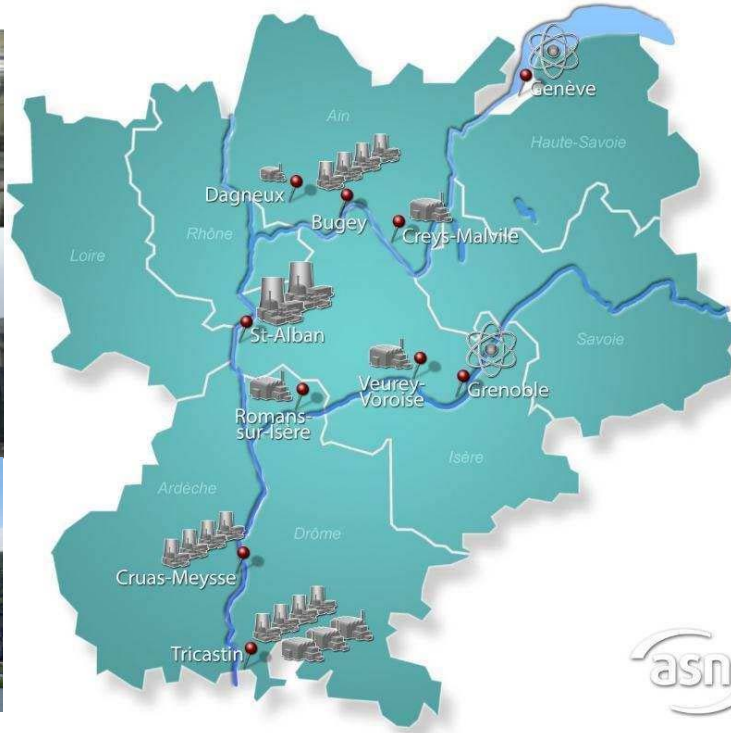 Genève
Ain
Haute-Savoie
Dagneux
Bugey
Creys-Malvile
Rhône
Loire
St-Alban
Savoie
Veurey-
Voroise
Grenoble
Romans-
sur-Isère
Isère
Ardèche
Drôme
Cruas-Meysse
Tricastin
asn